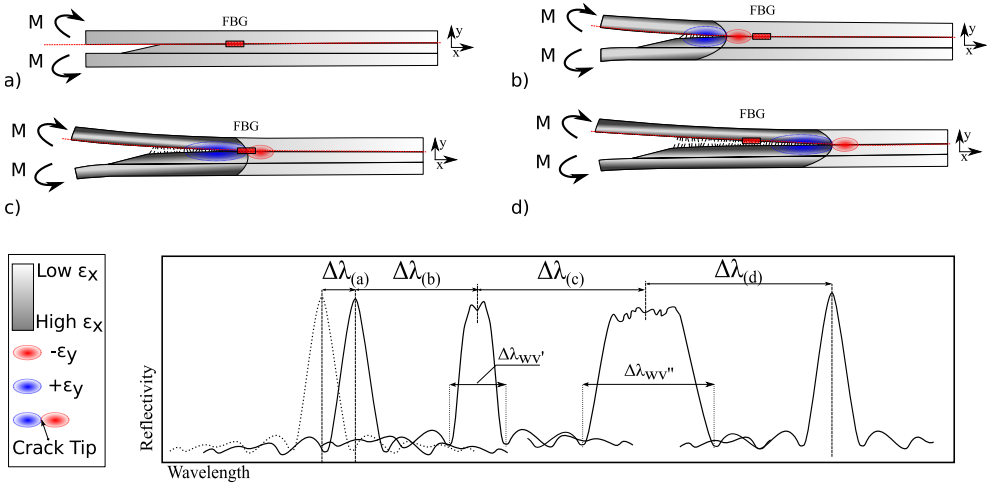 M
FBG
M
y
x
a)
M
FBG
M
y
x
b)
M
FBG
M
y
x
c)
M
FBG
M
y
x
d)
Low εx
High εx
-εy
+εy
Crack Tip
Δλ(a)
Δλ(b)
Δλ(c)
Δλ(d)
Δλwv'
Δλwv''
Reflectivity
Wavelength